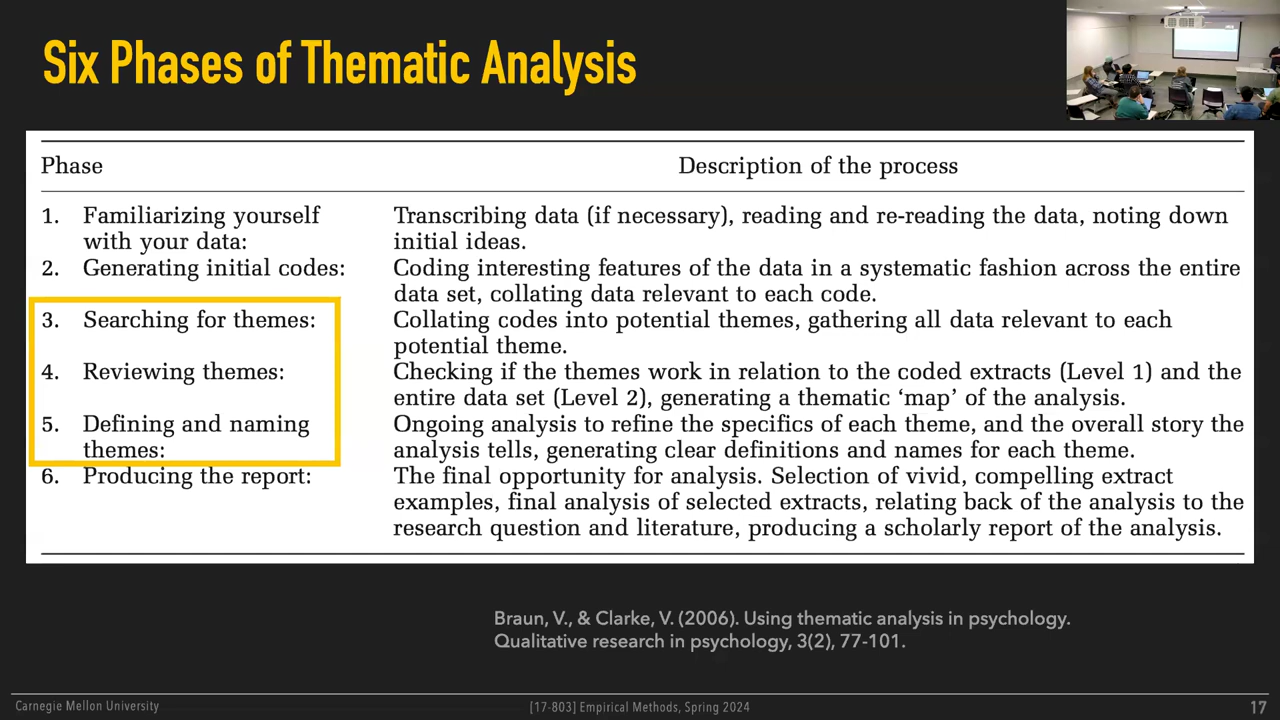 Six Phases of Thematic Analysis
Phase Description of the process
1. Familiarizing yourself Transcribing data (if necessary), reading and re-reading the data, noting down
with your data: initial ideas.
2. Generating initial codes: Coding interesting features of the data in a systematic fashion across the entire
data set, collating data relevant to each code.
3. Searching for themes: Collating codes into potential themes, gathering all data relevant to each
potential theme.
4. Reviewing themes: Checking if the themes work in relation to the coded extracts (Level 1) and the
entire data set (Level 2), generating a thematic ‘map’ of the analysis.
5. Defining and naming Ongoing analysis to refine the specifics of each theme, and the overall story the
themes: analysis tells, generating clear definitions and names for each theme.
6. Producing the report: The final opportunity for analysis. Selection of vivid, compelling extract
examples, final analysis of selected extracts, relating back of the analysis to the
research question and literature, producing a scholarly report of the analysis.
Braun, V., & Clarke, V. (2006). Using thematic analysis in psychology.
Qualitative research in psychology, 3(2), 77-101.
Carnegie Mellon University [17-803] Empirical Methods, Spring 2024 17